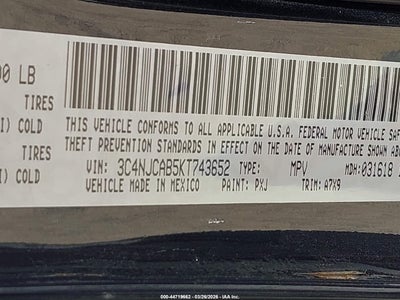 00 LB
TIRES
I) COLD
TIRES
I) COLD
THIS VEHICLE CONFORMS TO ALL APPLICABLE U.S.A. FEDERAL MOTOR VEHICLE SAF
THEFT PREVENTION STANDARDS IN EFFECT ON THE DATE OF MANUFACTURE SHOWN AB
VIN: 3C4NJCAB5KT743652 TYPE: MPV MDH: 031618
VEHICLE MADE IN MEXICO PAINT: PXJ TRIM: A7X9
000-44719662 - 03/26/2026 - IAA Inc.